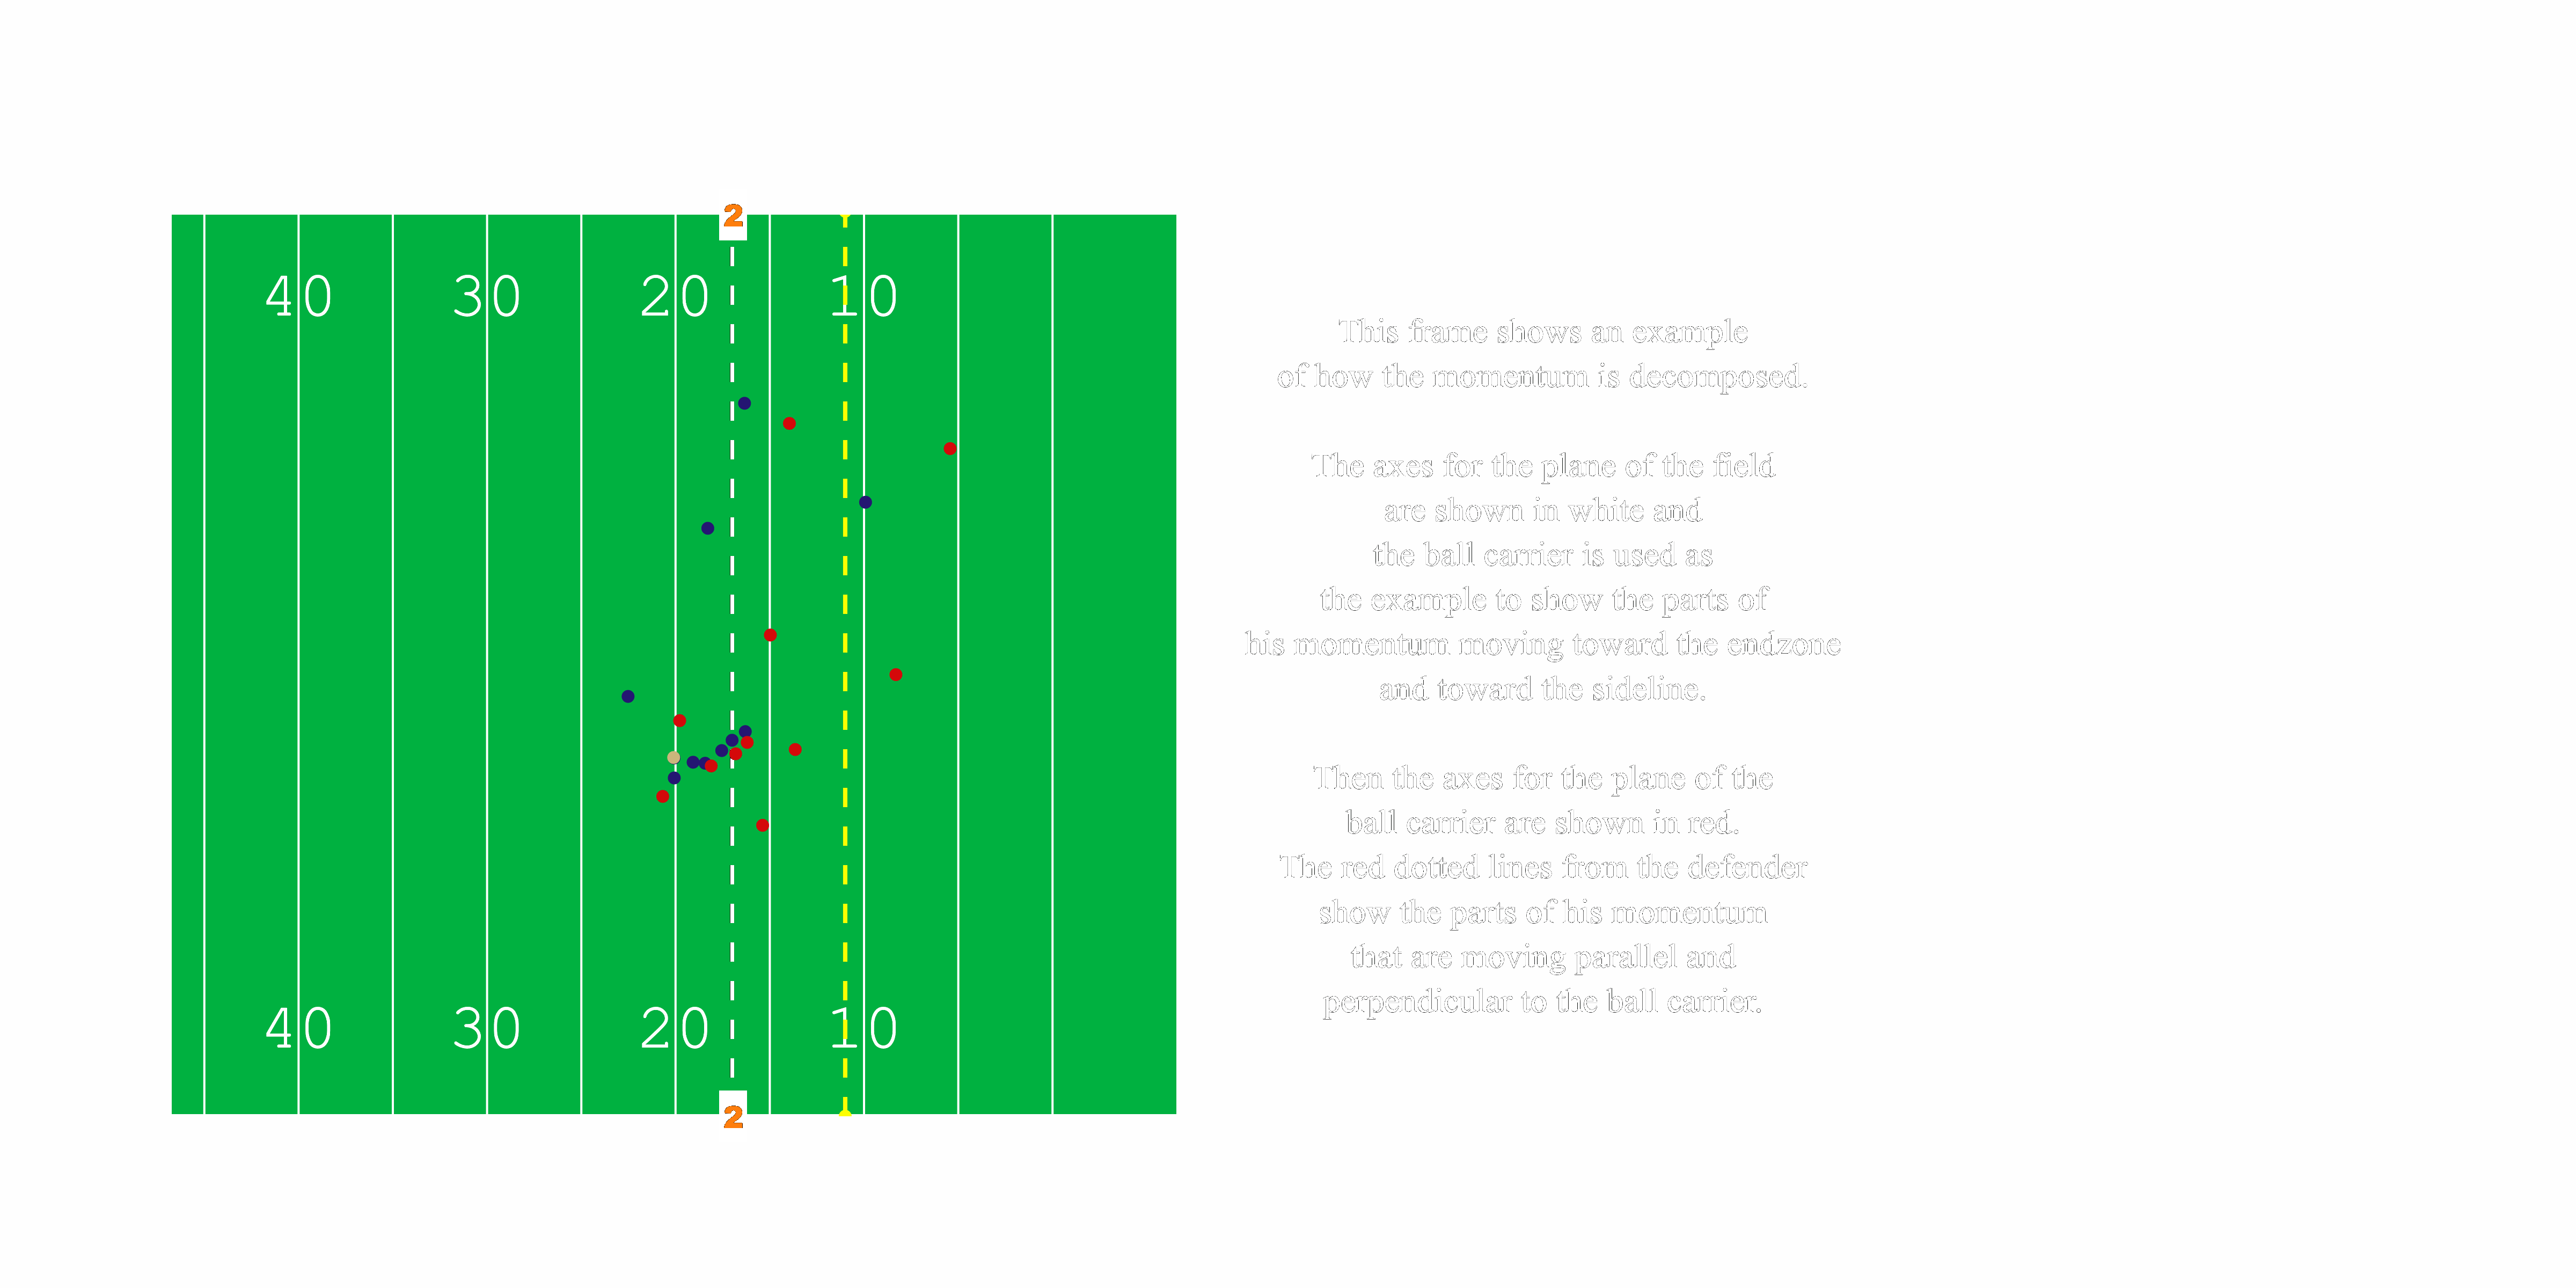 2
40 30 20 10
40 30 20 10
2
This frame shows an example
of how the momentum is decomposed.
The axes for the plane of the field
are shown in white and
the ball carrier is used as
the example to show the parts of
his momentum moving toward the endzone
and toward the sideline.
Then the axes for the plane of the
ball carrier are shown in red.
The red dotted lines from the defender
show the parts of his momentum
that are moving parallel and
perpendicular to the ball carrier.